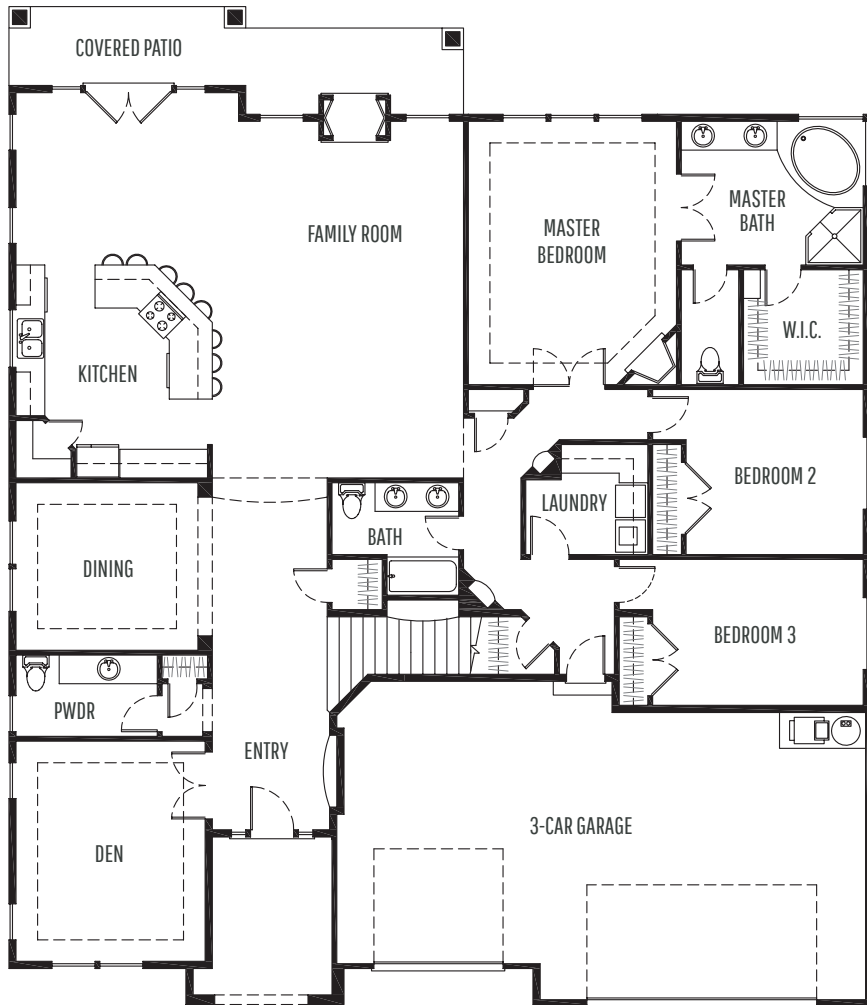 COVERED PATIO
FAMILY ROOM
MASTER
BEDROOM
MASTER
BATH
W.I.C.
KITCHEN
BEDROOM 2
LAUNDRY
BATH
DINING
BEDROOM 3
PWDR
ENTRY
3-CAR GARAGE
DEN